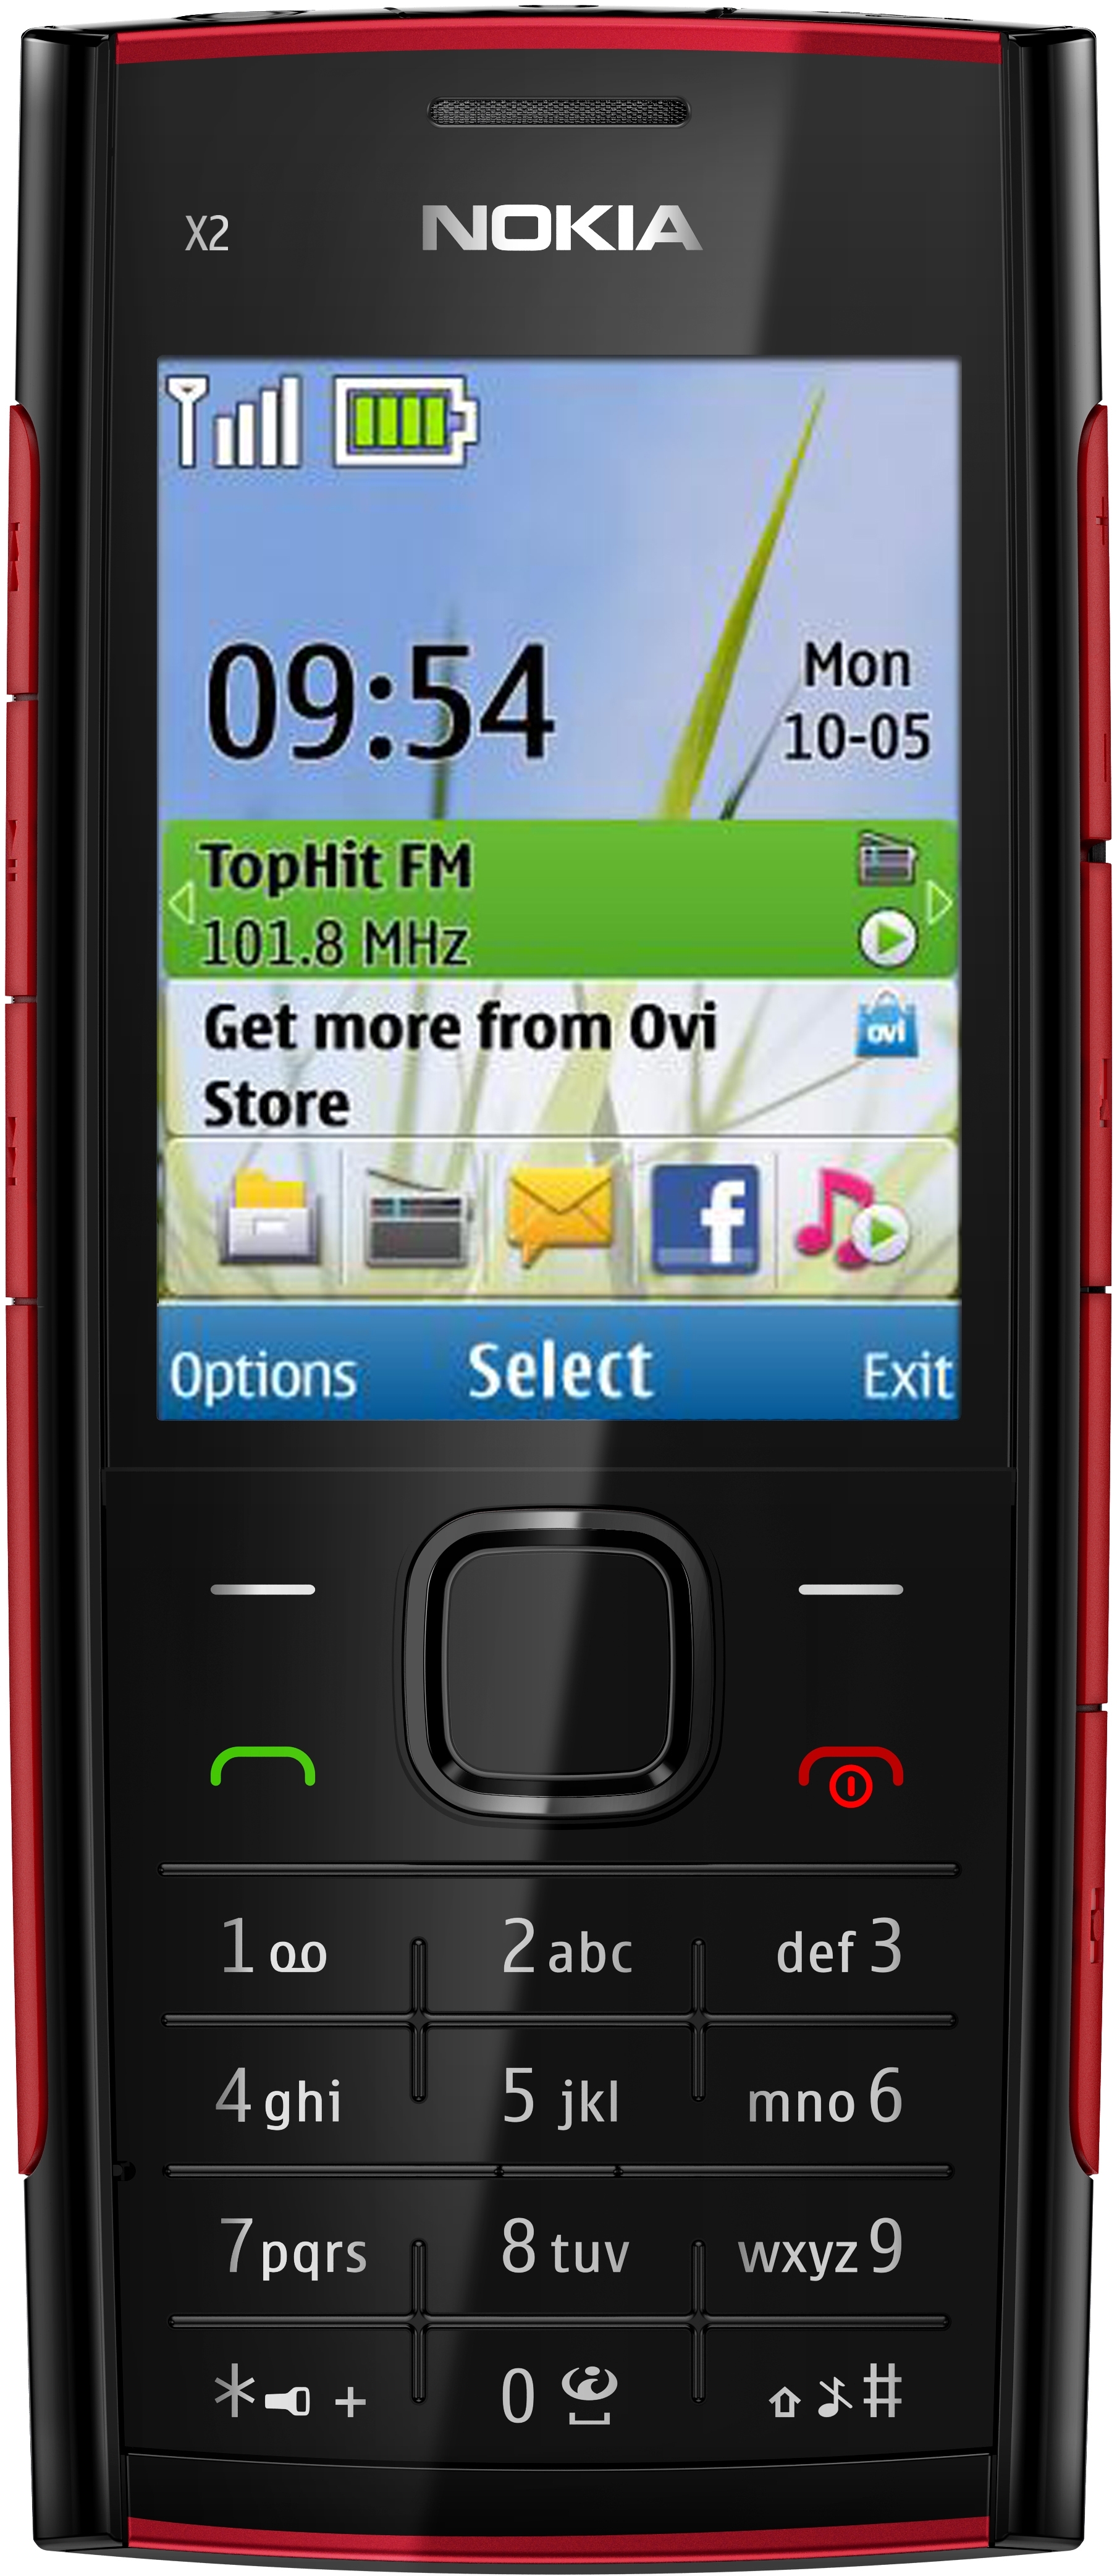 X2 NOKIA
09:54
Mon
10-05
TopHit FM
101.8 MHz
Get more from Ovi
Store
ovi
f
Options Select Exit
1 2 abc def 3
4 ghi 5 jkl mno 6
7 pqrs 8 tuv wxyz 9
* + 0 #